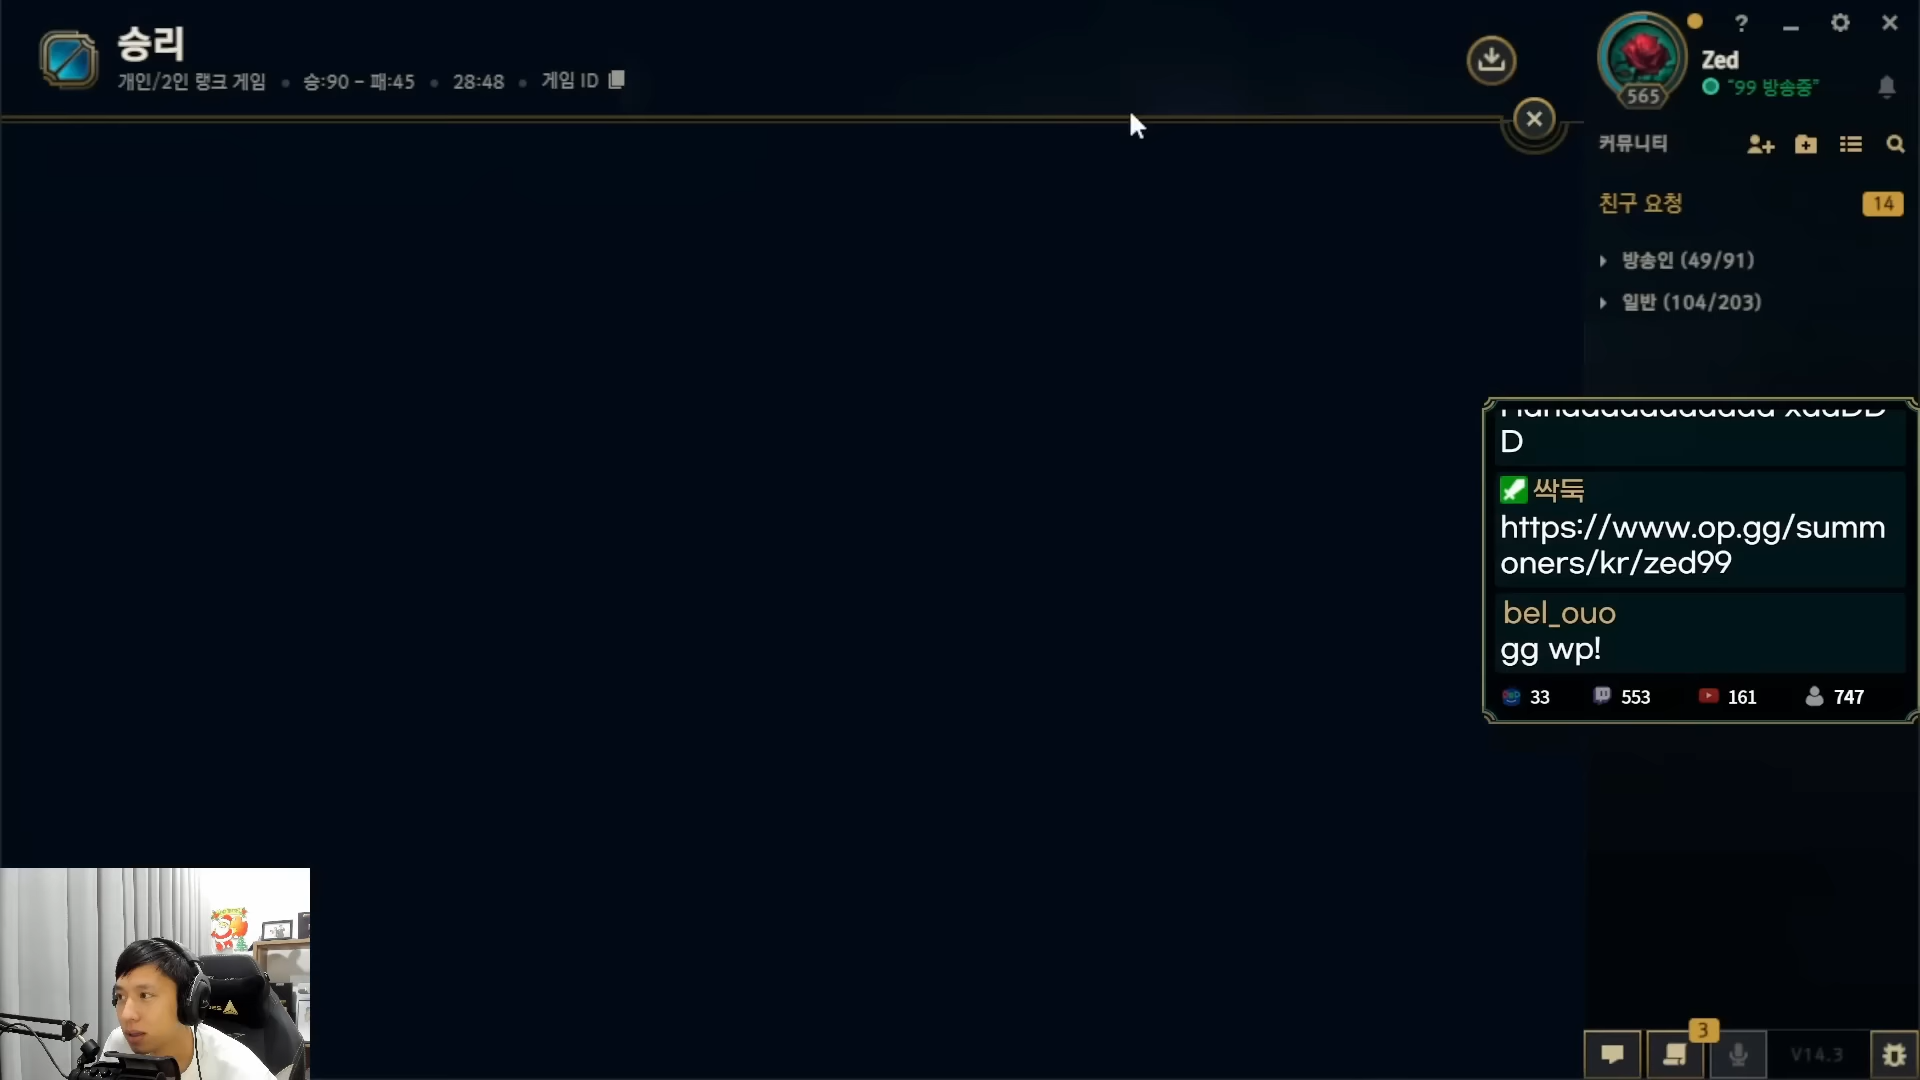 승리
개인/2인 랭크 게임 • 승:90 - 패:45 • 28:48 • 게임 ID
?
Zed
565
"99 방송중"
커뮤니티
친구 요청
14
방송인 (49/91)
일반 (104/203)
D
싹둑
https://www.op.gg/summ
oners/kr/zed99
bel_ouo
gg wp!
33 553 161 747
3
V14.3